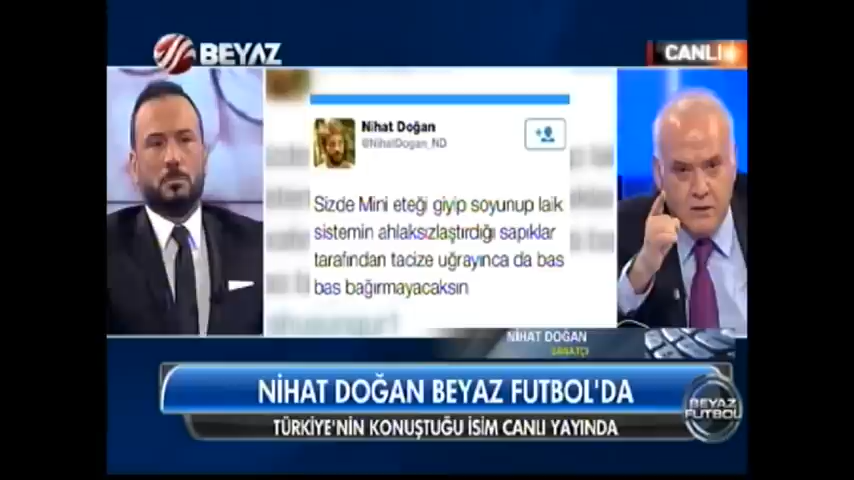 BEYAZ
CANLI
Nihat Doğan
@NihatDogan_ND
Sizde Mini eteği giyip soyunup laik
sistemin ahlaksızlaştırdığı sapıklar
tarafından tacize uğrayınca da bas
bas bağırmayacaksın
NİHAT DOĞAN
SANATÇI
NİHAT DOĞAN BEYAZ FUTBOL'DA
TÜRKİYE'NİN KONUŞTUĞU İSİM CANLI YAYINDA
BEYAZ
FUTBOL